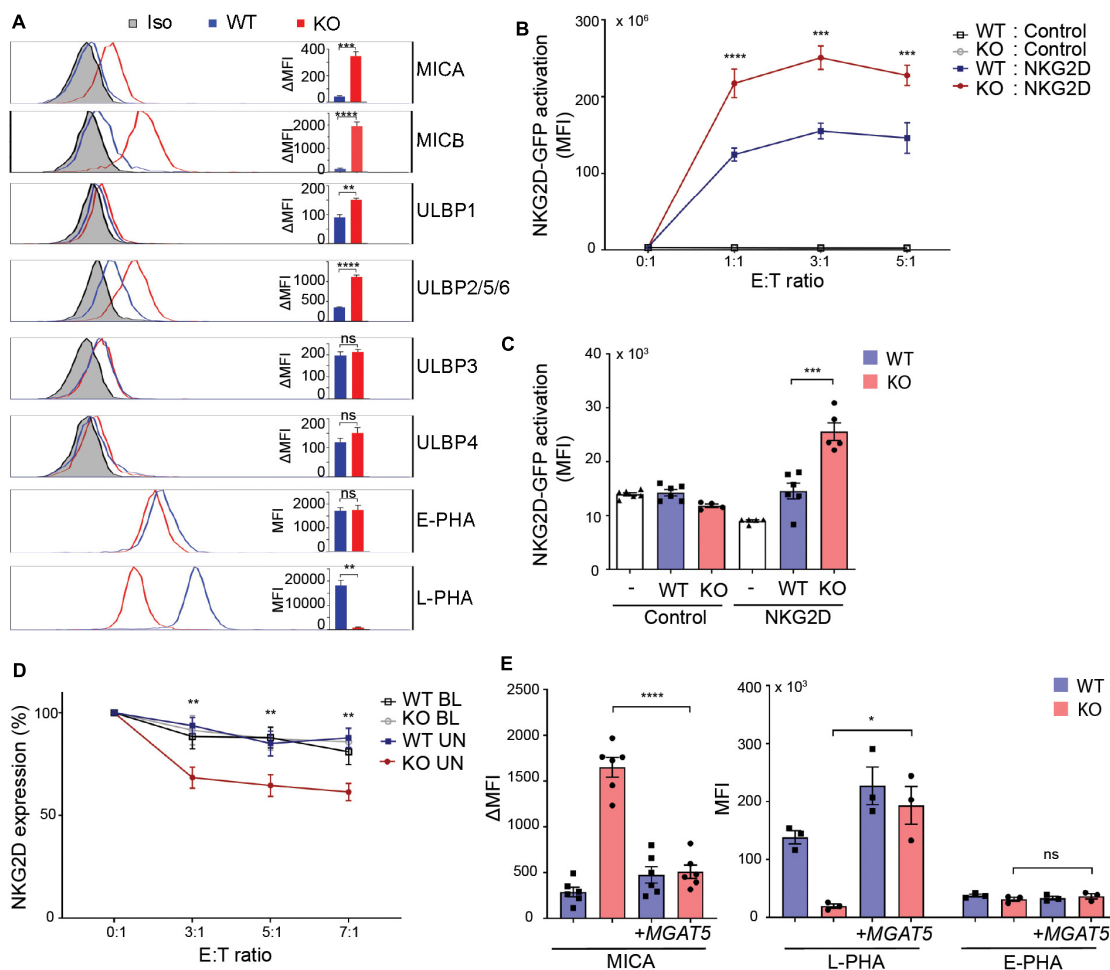 A
Iso WT KO
400
200
0
ΔMFI
***
MICA
2000
1000
0
ΔMFI
****
MICB
200
100
0
ΔMFI
**
ULBP1
1000
500
0
ΔMFI
****
ULBP2/5/6
200
100
0
ΔMFI
ns
ULBP3
200
100
0
ΔMFI
ns
ULBP4
2000
1000
0
MFI
ns
E-PHA
20000
10000
0
MFI
**
L-PHA
B
x 10⁶
300
200
100
0
NKG2D-GFP activation
(MFI)
**** *** ***
0:1 1:1 3:1 5:1
E:T ratio
WT : Control
KO : Control
WT : NKG2D
KO : NKG2D
C
x 10³
40
30
20
10
0
NKG2D-GFP activation
(MFI)
***
WT
KO
- WT KO - WT KO
Control NKG2D
D
100
50
0
NKG2D expression (%)
** ** **
0:1 3:1 5:1 7:1
E:T ratio
WT BL
KO BL
WT UN
KO UN
E
2500
2000
1500
1000
500
0
ΔMFI
****
+MGAT5
MICA
x 10³
400
300
200
100
0
MFI
*
ns
WT
KO
+MGAT5 +MGAT5
L-PHA E-PHA